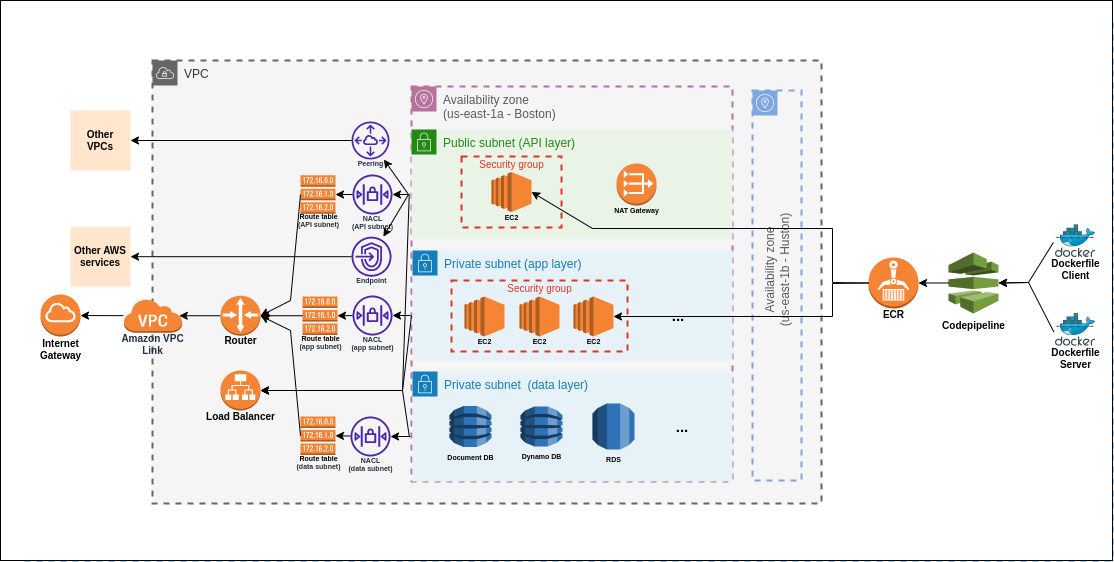 VPC
Availability zone
(us-east-1a - Boston)
Public subnet (API layer)
Security group
EC2
NAT Gateway
Other
VPCs
Peering
172.16.0.0
172.16.1.0
172.16.2.0
Route table
(API subnet)
NACL
(API subnet)
Other AWS
services
Endpoint
Private subnet (app layer)
Security group
EC2
EC2
EC2
...
Availability zone
(us-east-1b - Huston)
Internet
Gateway
VPC
Amazon VPC
Link
Router
172.16.0.0
172.16.1.0
172.16.2.0
Route table
(app subnet)
NACL
(app subnet)
Load Balancer
172.16.0.0
172.16.1.0
172.16.2.0
Route table
(data subnet)
NACL
(data subnet)
Private subnet (data layer)
Document DB
Dynamo DB
RDS
...
ECR
Codepipeline
docker
Dockerfile
Client
docker
Dockerfile
Server